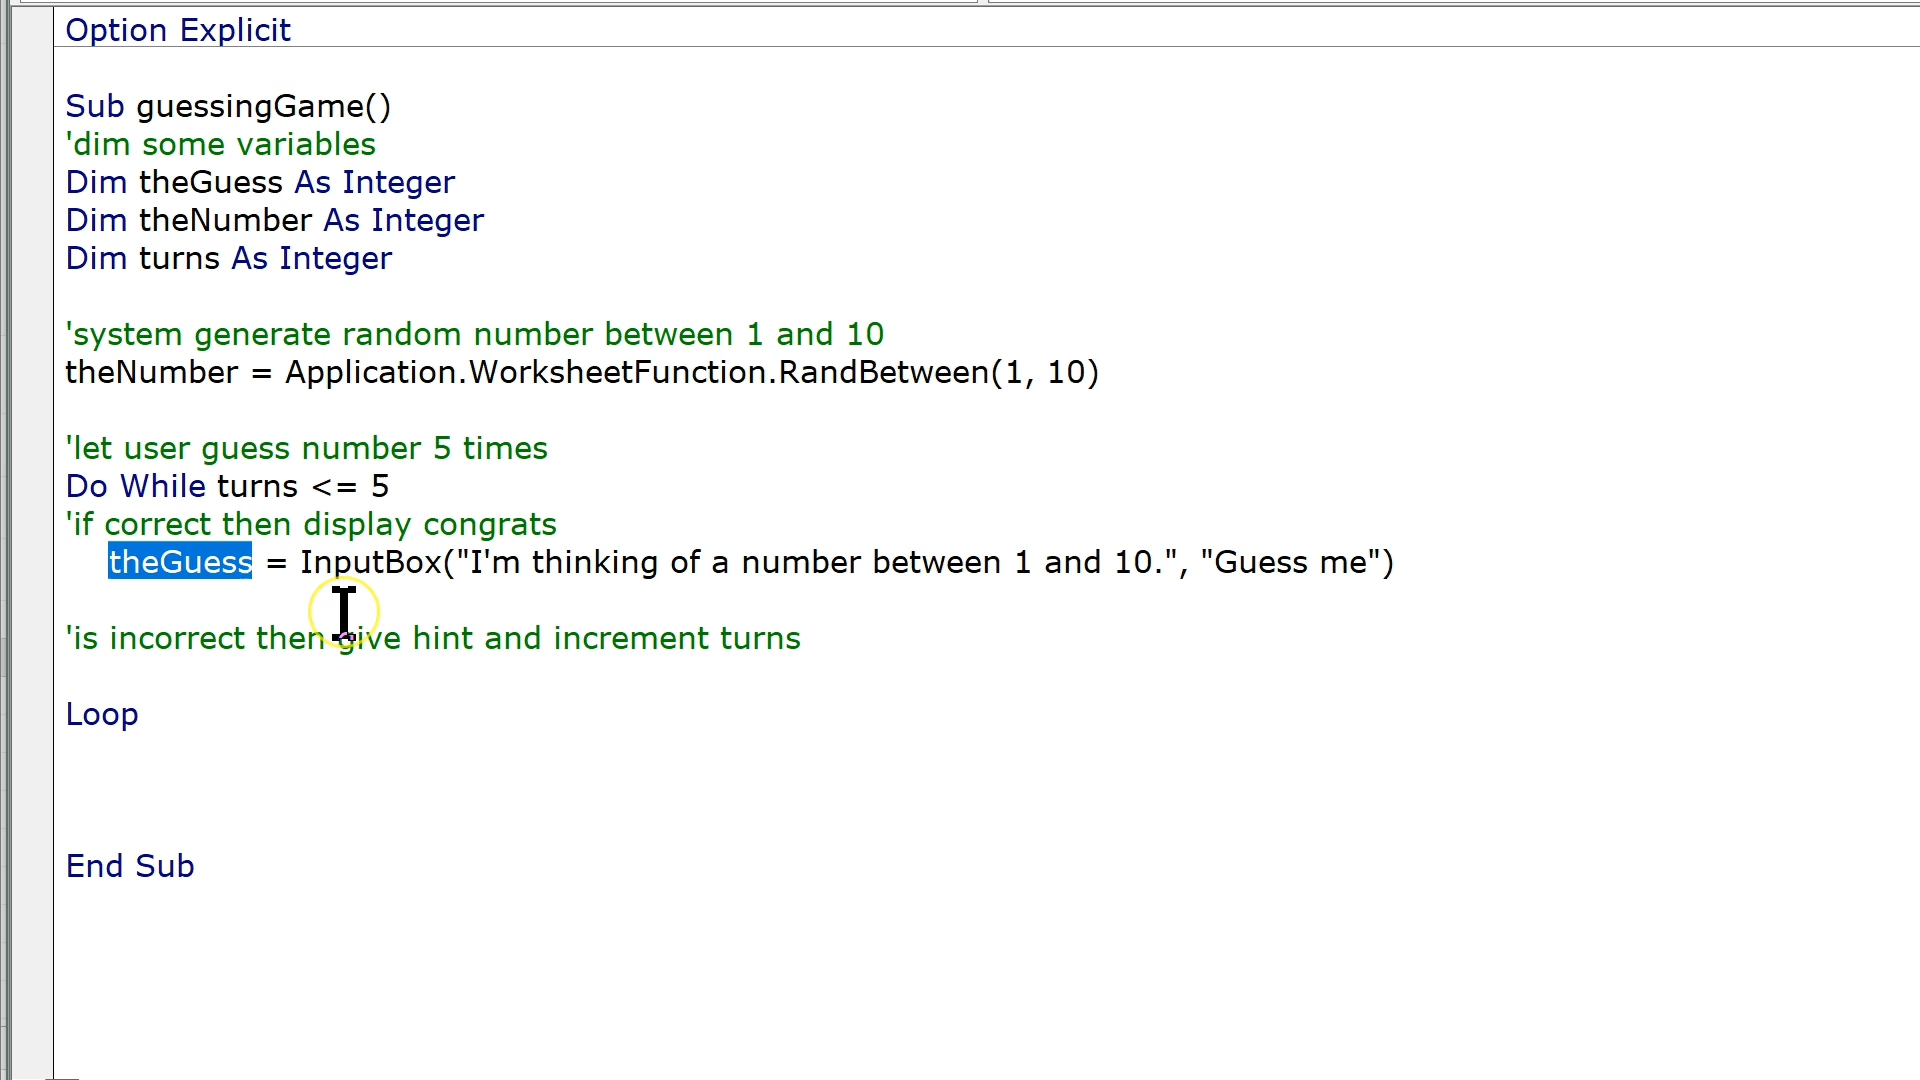 Option Explicit
Sub guessingGame()
'dim some variables
Dim theGuess As Integer
Dim theNumber As Integer
Dim turns As Integer
'system generate random number between 1 and 10
theNumber = Application.WorksheetFunction.RandBetween(1, 10)
'let user guess number 5 times
Do While turns <= 5
'if correct then display congrats
theGuess = InputBox("I'm thinking of a number between 1 and 10.", "Guess me")
'is incorrect then give hint and increment turns
Loop
End Sub